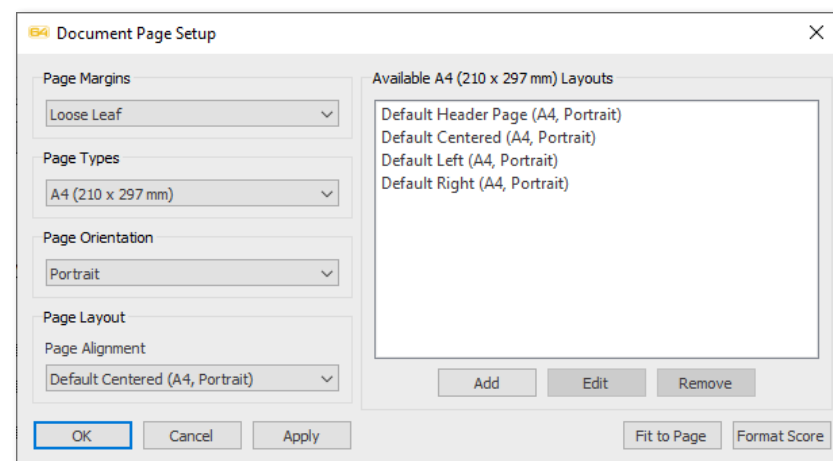 64 Document Page Setup
Page Margins
Loose Leaf
Page Types
A4 (210 x 297 mm)
Page Orientation
Portrait
Page Layout
Page Alignment
Default Centered (A4, Portrait)
Available A4 (210 x 297 mm) Layouts
Default Header Page (A4, Portrait)
Default Centered (A4, Portrait)
Default Left (A4, Portrait)
Default Right (A4, Portrait)
Add Edit Remove
OK Cancel Apply Fit to Page Format Score